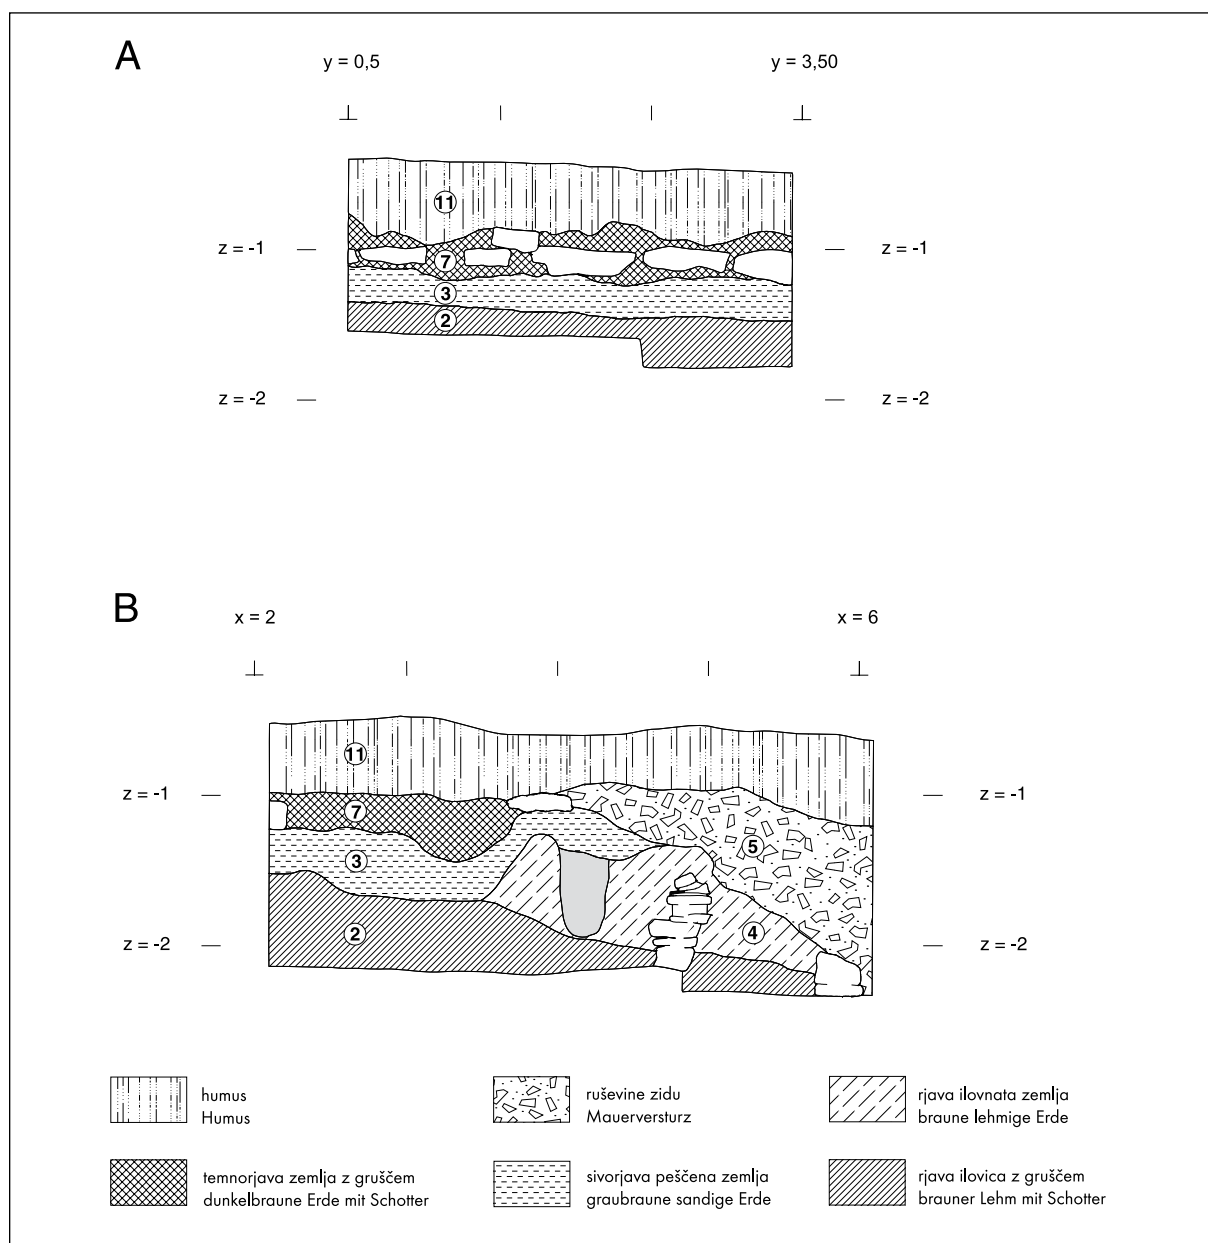 A
y = 0,5 y = 3,50
11
z = -1 z = -1
7
3
2
z = -2 z = -2
B
x = 2 x = 6
11
z = -1 z = -1
7
5
3
2 4
z = -2 z = -2
humus
Humus
ruševine zidu
Mauerversturz
rjava ilovnata zemlja
braune lehmige Erde
temnorjava zemlja z gruščem
dunkelbraune Erde mit Schotter
sivorjava peščena zemlja
graubraune sandige Erde
rjava ilovica z gruščem
brauner Lehm mit Schotter